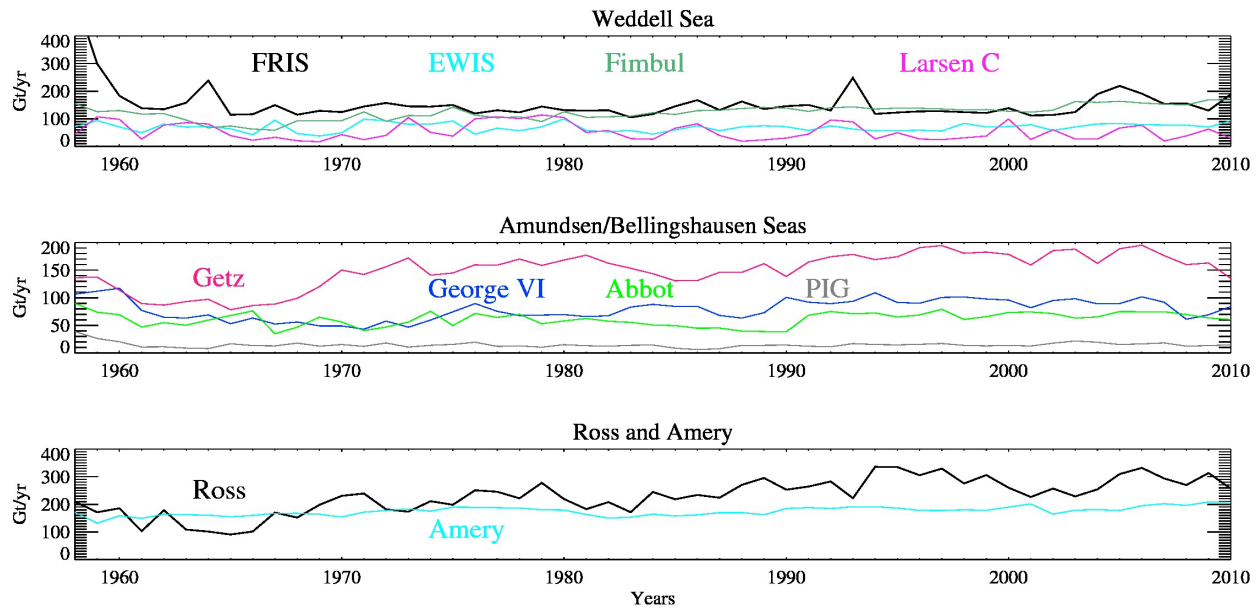 Weddell Sea
400
300
200
100
0
Gt/yr
FRIS EWIS Fimbul Larsen C
1960 1970 1980 1990 2000 2010
Amundsen/Bellingshausen Seas
200
150
100
50
0
Gt/yr
Getz George VI Abbot PIG
1960 1970 1980 1990 2000 2010
Ross and Amery
400
300
200
100
0
Gt/yr
Ross
Amery
1960 1970 1980 1990 2000 2010
Years